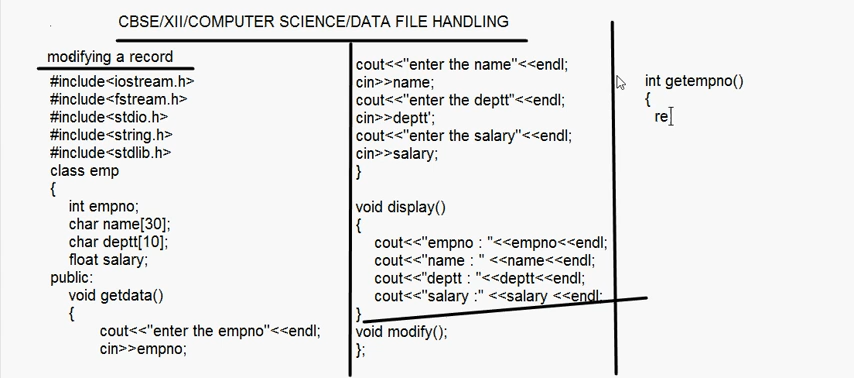 CBSE/XII/COMPUTER SCIENCE/DATA FILE HANDLING
modifying a record
#include<iostream.h>
#include<fstream.h>
#include<stdio.h>
#include<string.h>
#include<stdlib.h>
class emp
{
int empno;
char name[30];
char deptt[10];
float salary;
public:
void getdata()
{
cout<<"enter the empno"<<endl;
cin>>empno;
cout<<"enter the name"<<endl;
cin>>name;
cout<<"enter the deptt"<<endl;
cin>>deptt';
cout<<"enter the salary"<<endl;
cin>>salary;
}
void display()
{
cout<<"empno : "<<empno<<endl;
cout<<"name : " <<name<<endl;
cout<<"deptt : "<<deptt<<endl;
cout<<"salary :" <<salary <<endl;
}
void modify();
};
int getempno()
{
re